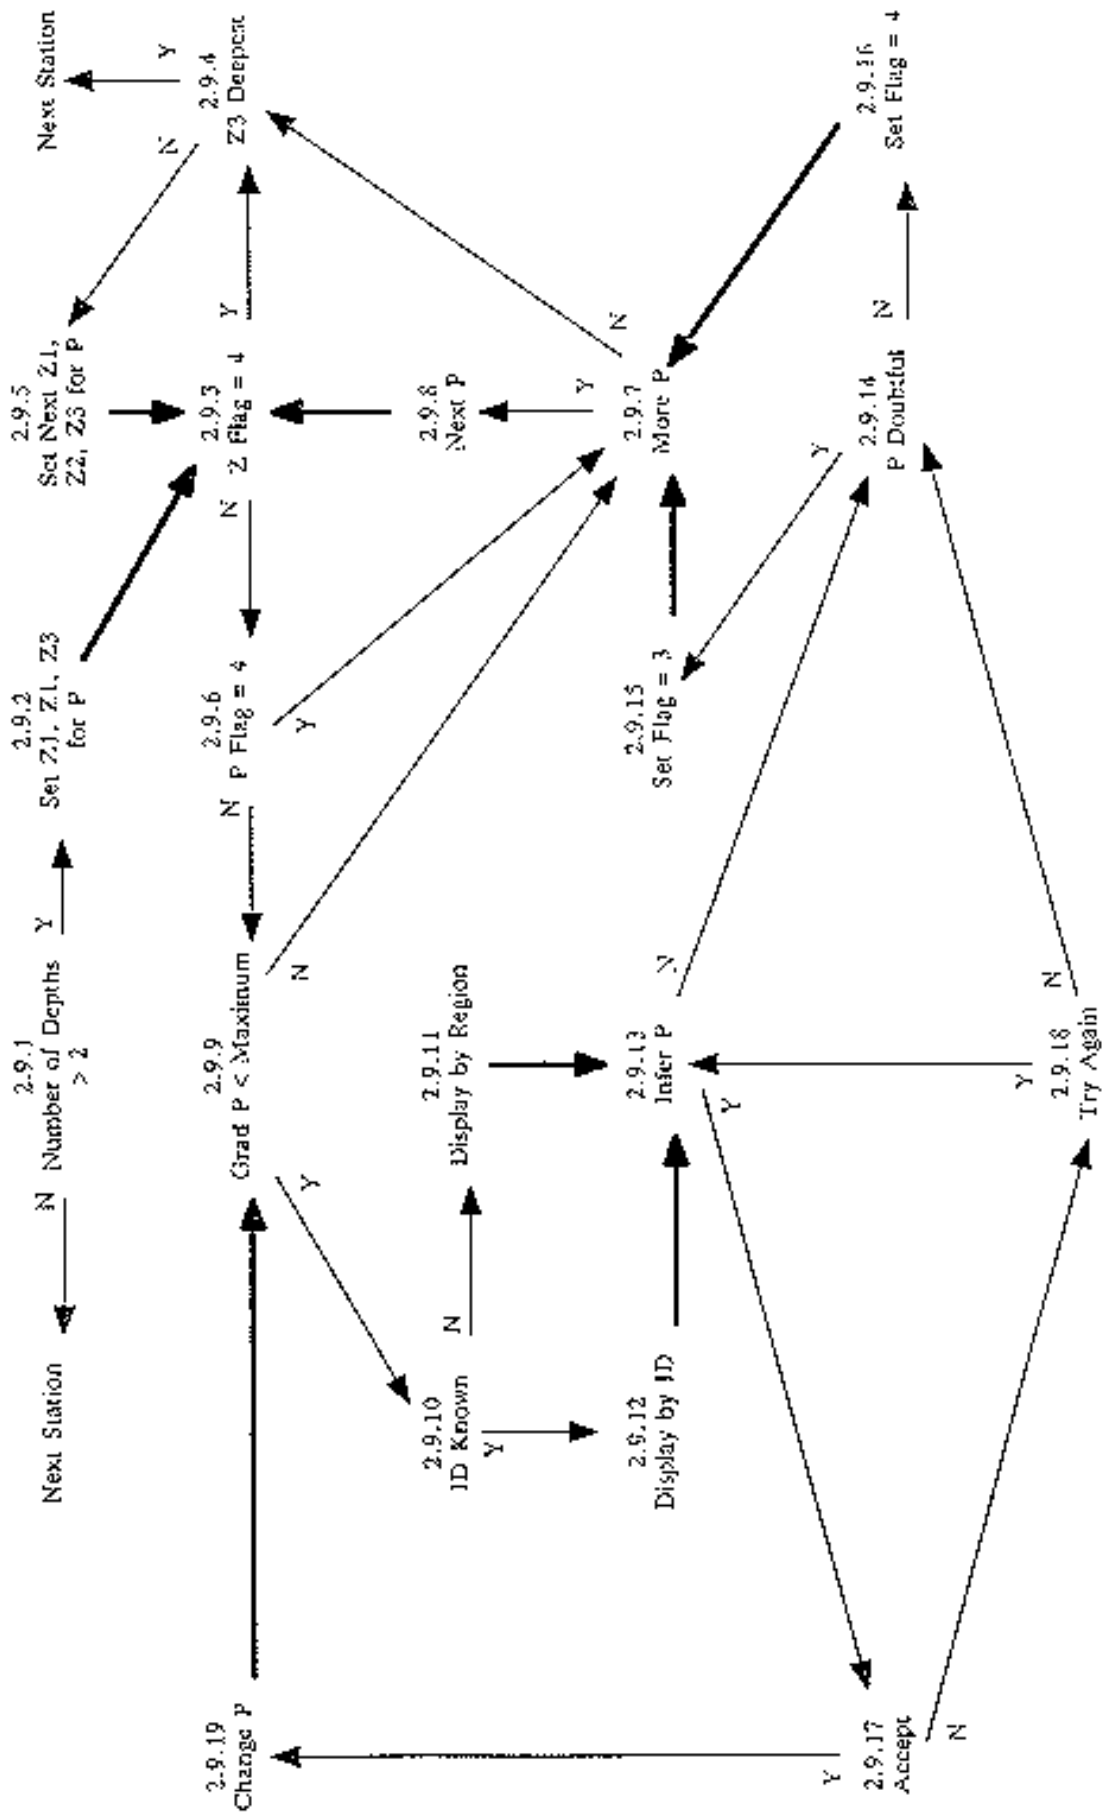 Next Station
N
2.9.1
Number of Depths
> 2
Y
2.9.2
Set Z1, Z1, Z3
for P
2.9.5
Set Next Z1,
Z2, Z3 for P
Next Station
Y
N
2.9.4
Z3 Deepest
2.9.19
Change P
2.9.9
Grad P < Maximum
Y
N
N
2.9.6
P Flag = 4
Y
N
2.9.3
Z Flag = 4
Y
2.9.10
ID Known
Y
N
2.9.11
Display by Region
2.9.8
Next P
Y
2.9.12
Display by ID
2.9.13
Infer P
Y
N
2.9.15
Set Flag = 3
2.9.7
More P
N
2.9.17
Accept
Y
N
2.9.14
P Doubtful
Y
N
2.9.16
Set Flag = 4
2.9.18
Try Again
Y
N